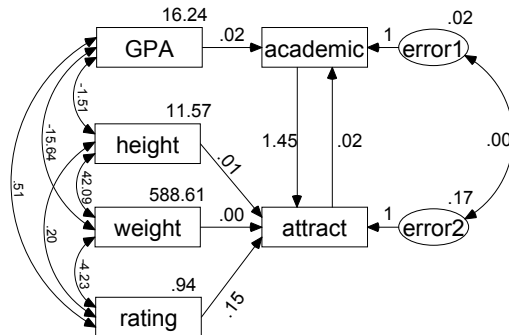 16.24
.02
GPA
.02
academic
1
error1
-1.51
11.57
-15.64
height
1.45
.02
.00
.01
.51
42.09
588.61
.17
.20
weight
.00
attract
1
error2
-4.23
.94
.15
rating